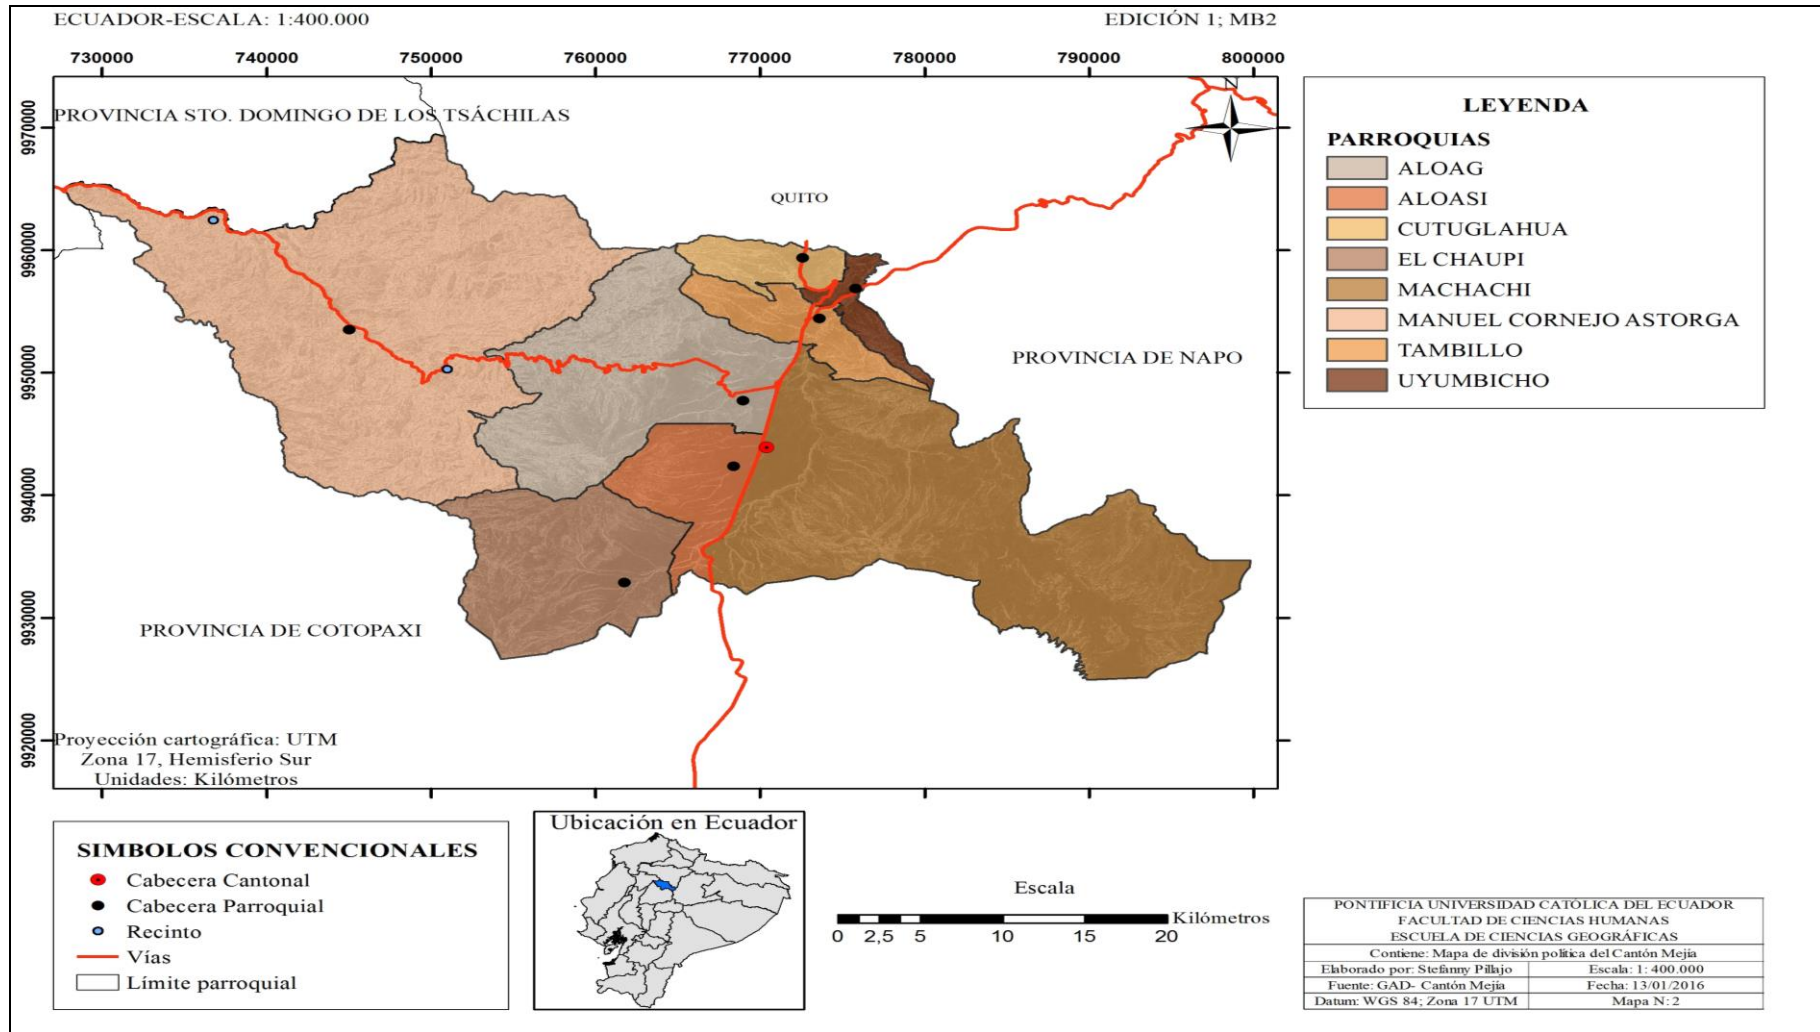 ECUADOR-ESCALA: 1:400.000
EDICIÓN 1; MB2
730000 740000 750000 760000 770000 780000 790000 800000
9970000
9960000
9950000
9940000
9930000
9920000
PROVINCIA STO. DOMINGO DE LOS TSÁCHILAS
N
QUITO
PROVINCIA DE NAPO
PROVINCIA DE COTOPAXI
Proyección cartográfica: UTM
Zona 17, Hemisferio Sur
Unidades: Kilómetros
LEYENDA
PARROQUIAS
ALOAG
ALOASI
CUTUGLAHUA
EL CHAUPI
MACHACHI
MANUEL CORNEJO ASTORGA
TAMBILLO
UYUMBICHO
SIMBOLOS CONVENCIONALES
Cabecera Cantonal
Cabecera Parroquial
Recinto
Vías
Límite parroquial
Ubicación en Ecuador
Escala
Kilómetros
0 2,5 5 10 15 20
PONTIFICIA UNIVERSIDAD CATÓLICA DEL ECUADOR
FACULTAD DE CIENCIAS HUMANAS
ESCUELA DE CIENCIAS GEOGRÁFICAS
Contiene: Mapa de división política del Cantón Mejía
Elaborado por: Stefanny Pillajo
Escala: 1: 400.000
Fuente: GAD- Cantón Mejía
Fecha: 13/01/2016
Datum: WGS 84; Zona 17 UTM
Mapa N: 2